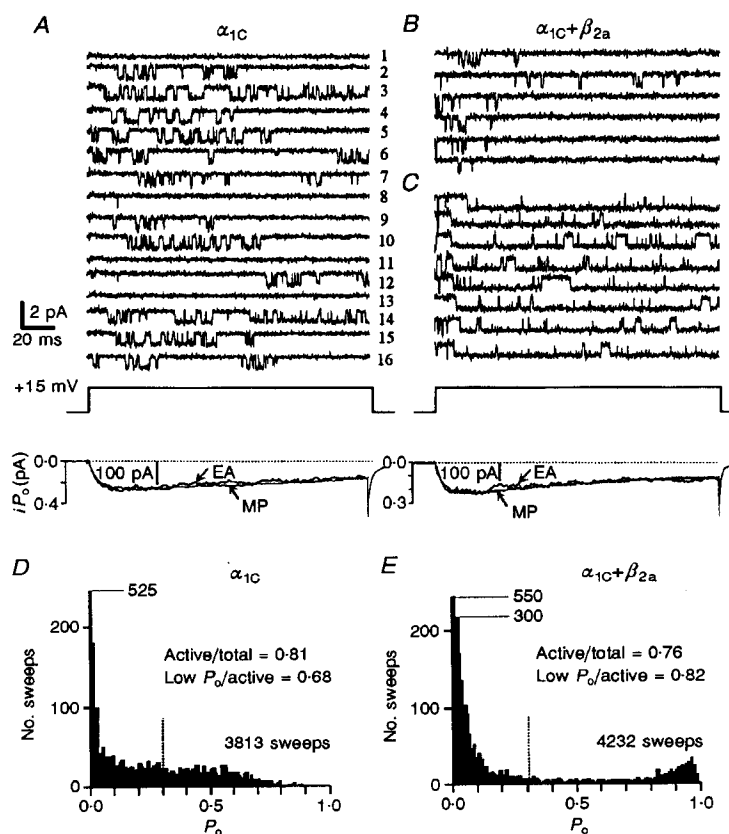 A
α1C
B
α1C+β2a
1
2
3
4
5
6
7
8
9
10
11
12
13
14
15
16
C
2 pA
20 ms
+15 mV
iPo(pA)
0·0
0·4
100 pA
EA
MP
0·0
0·3
100 pA
EA
MP
D
α1C
525
Active/total = 0·81
Low Po/active = 0·68
3813 sweeps
No. sweeps
200
100
0
0·0
0·5
1·0
Po
E
α1C+β2a
550
300
Active/total = 0·76
Low Po/active = 0·82
4232 sweeps
No. sweeps
200
100
0
0·0
0·5
1·0
Po